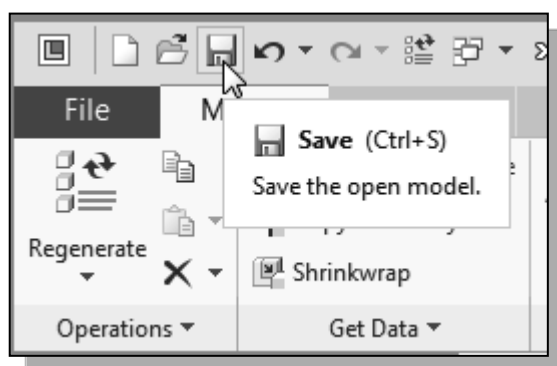 File
Save (Ctrl+S)
Save the open model.
Regenerate
Shrinkwrap
Operations
Get Data